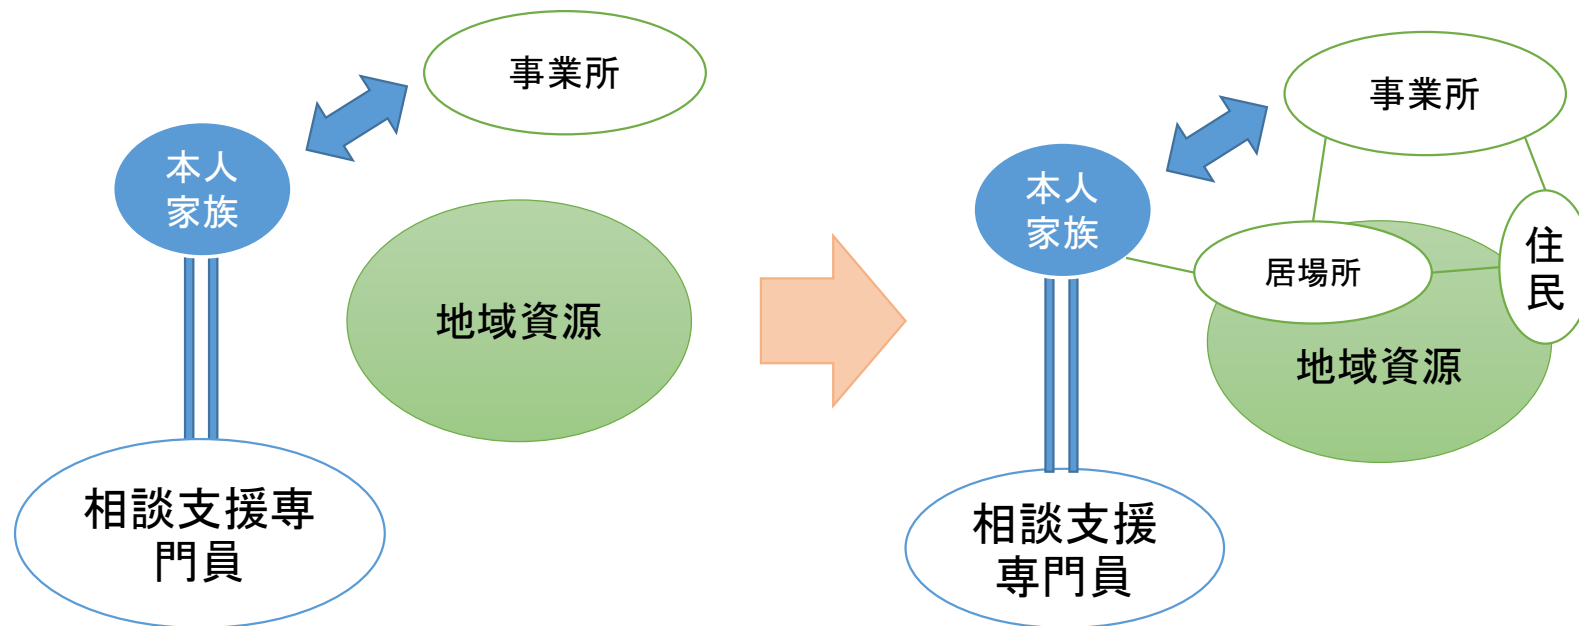 事業所
本人
家族
地域資源
相談支援専
門員
事業所
本人
家族
居場所
住
民
地域資源
相談支援
専門員